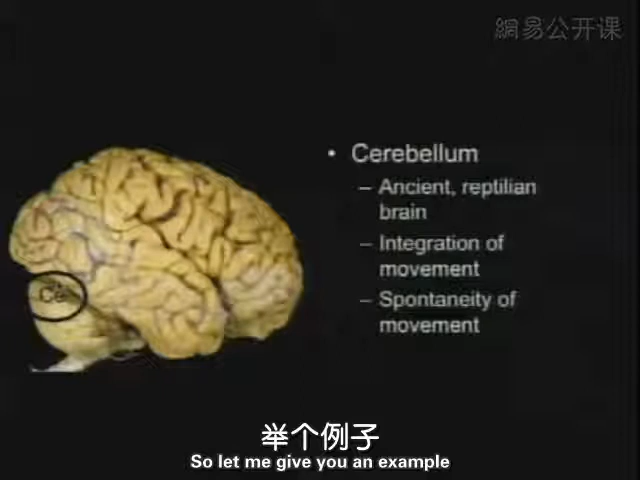 網易公开课
• Cerebellum
– Ancient, reptilian
brain
– Integration of
movement
– Spontaneity of
movement
Ce
举个例子
So let me give you an example